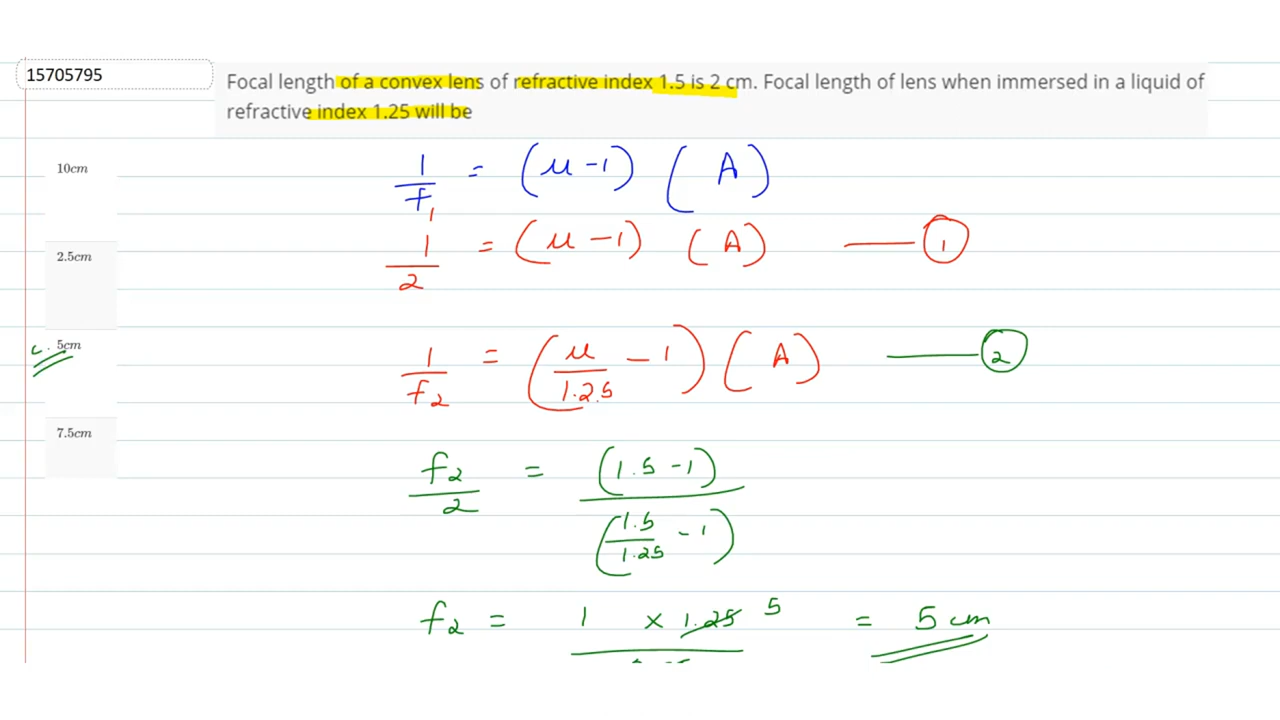 15705795
Focal length of a convex lens of refractive index 1.5 is 2 cm. Focal length of lens when immersed in a liquid of
refractive index 1.25 will be
10cm
2.5cm
c. 5cm
7.5cm
1/F1 = (μ - 1) (A)
1/2 = (μ - 1) (A) —— 1
1/F2 = (μ/1.25 - 1) (A) —— 2
f2/2 = (1.5 - 1) / (1.5/1.25 - 1)
f2 = 1 × 1.25 5 = 5 cm